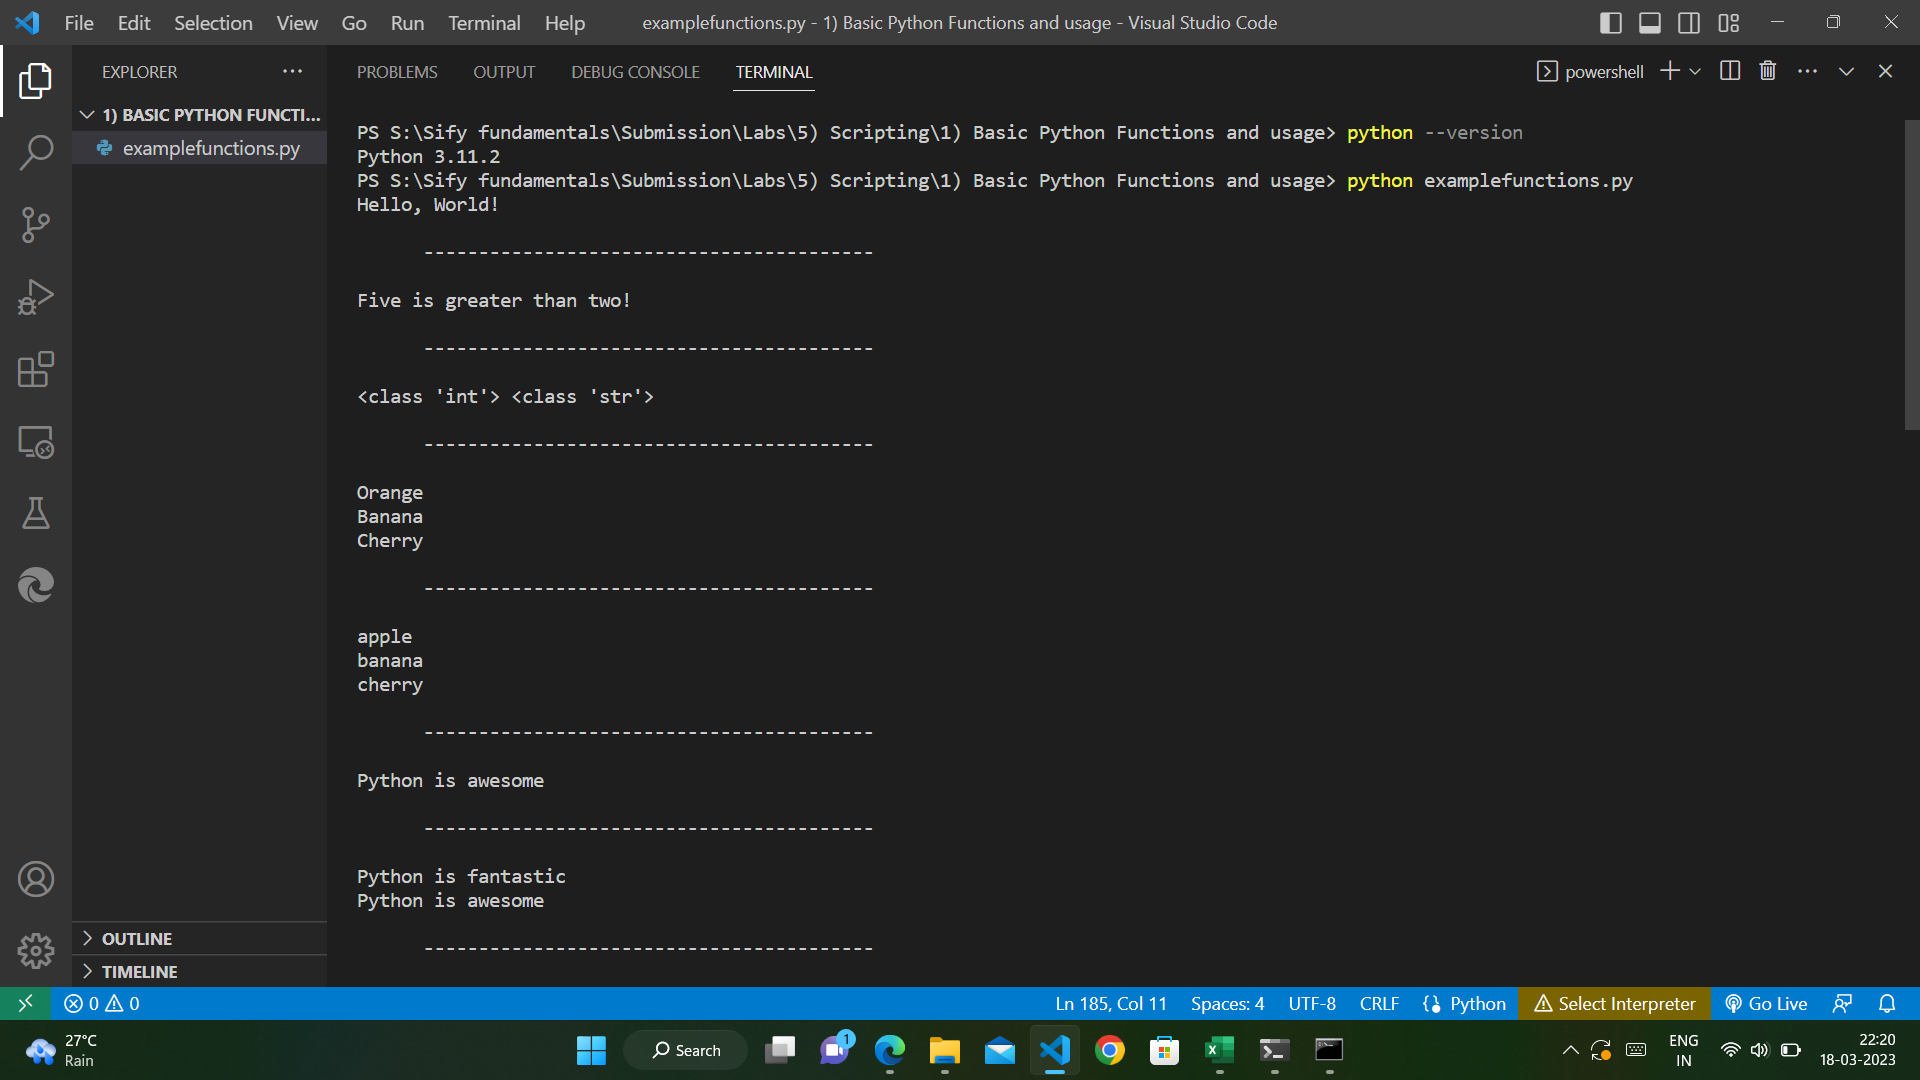 File Edit Selection View Go Run Terminal Help
examplefunctions.py - 1) Basic Python Functions and usage - Visual Studio Code
EXPLORER
1) BASIC PYTHON FUNCTI...
examplefunctions.py
OUTLINE
TIMELINE
PROBLEMS OUTPUT DEBUG CONSOLE TERMINAL
powershell
PS S:\Sify fundamentals\Submission\Labs\5) Scripting\1) Basic Python Functions and usage> python --version
Python 3.11.2
PS S:\Sify fundamentals\Submission\Labs\5) Scripting\1) Basic Python Functions and usage> python examplefunctions.py
Hello, World!
-----------------------------------------
Five is greater than two!
-----------------------------------------
<class 'int'> <class 'str'>
-----------------------------------------
Orange
Banana
Cherry
-----------------------------------------
apple
banana
cherry
-----------------------------------------
Python is awesome
-----------------------------------------
Python is fantastic
Python is awesome
-----------------------------------------
0 0
Ln 185, Col 11 Spaces: 4 UTF-8 CRLF Python Select Interpreter Go Live
27°C
Rain
Search
1
ENG
IN
22:20
18-03-2023